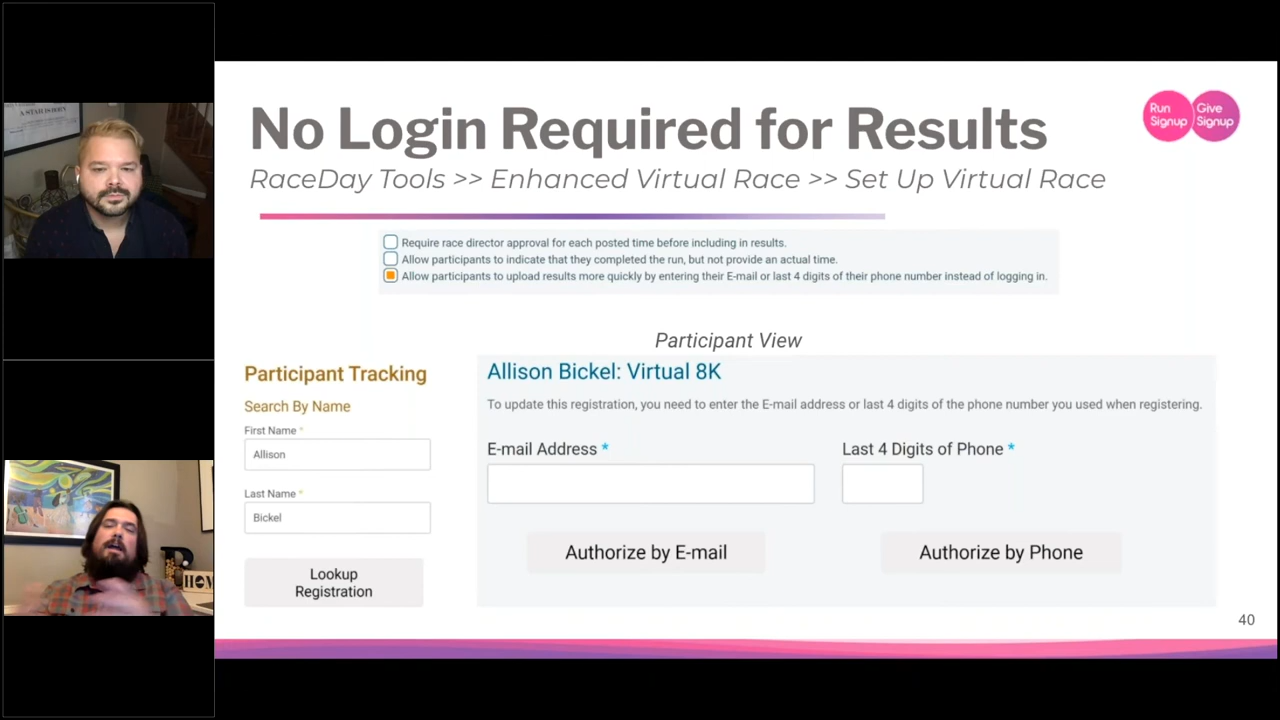 A STAR IS BORN
No Login Required for Results
Run
Signup
Give
Signup
RaceDay Tools >> Enhanced Virtual Race >> Set Up Virtual Race
Require race director approval for each posted time before including in results.
Allow participants to indicate that they completed the run, but not provide an actual time.
Allow participants to upload results more quickly by entering their E-mail or last 4 digits of their phone number instead of logging in.
Participant View
Participant Tracking
Search By Name
First Name *
Allison
Last Name *
Bickel
Lookup
Registration
Allison Bickel: Virtual 8K
To update this registration, you need to enter the E-mail address or last 4 digits of the phone number you used when registering.
E-mail Address *
Last 4 Digits of Phone *
Authorize by E-mail
Authorize by Phone
40